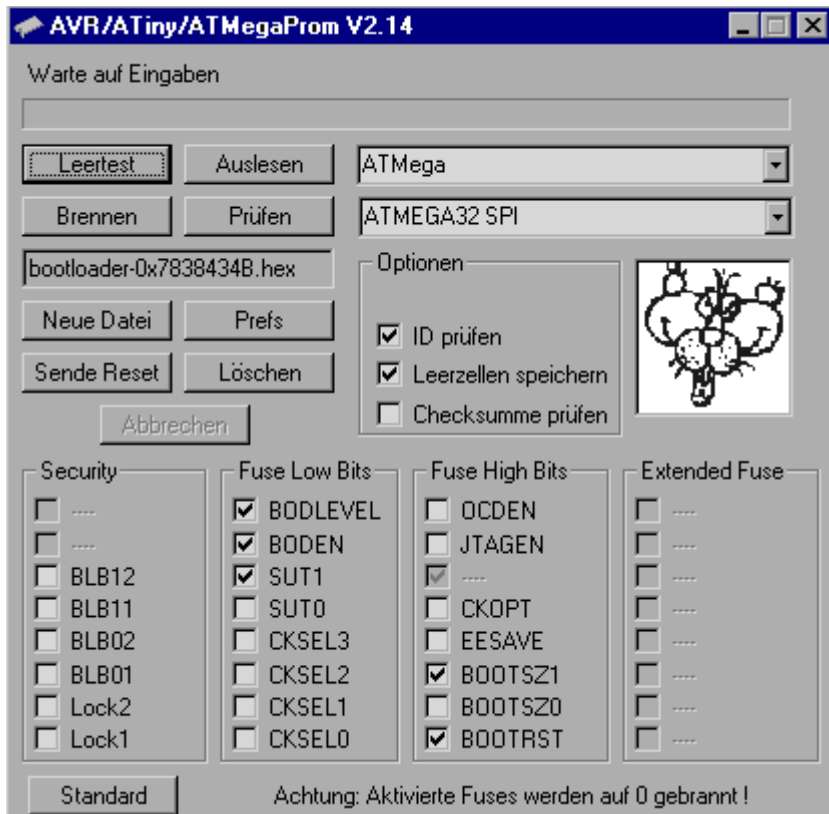 AVR/ATiny/ATMegaProm V2.14
Warte auf Eingaben
Leertest
Auslesen
ATMega
Brennen
Prüfen
ATMEGA32 SPI
bootloader-0x7838434B.hex
Neue Datei
Prefs
Sende Reset
Löschen
Abbrechen
Optionen
ID prüfen
Leerzellen speichern
Checksumme prüfen
Security
----
----
BLB12
BLB11
BLB02
BLB01
Lock2
Lock1
Fuse Low Bits
BODLEVEL
BODEN
SUT1
SUT0
CKSEL3
CKSEL2
CKSEL1
CKSEL0
Fuse High Bits
OCDEN
JTAGEN
----
CKOPT
EESAVE
BOOTSZ1
BOOTSZ0
BOOTRST
Extended Fuse
----
----
----
----
----
----
----
----
Standard
Achtung: Aktivierte Fuses werden auf 0 gebrannt !